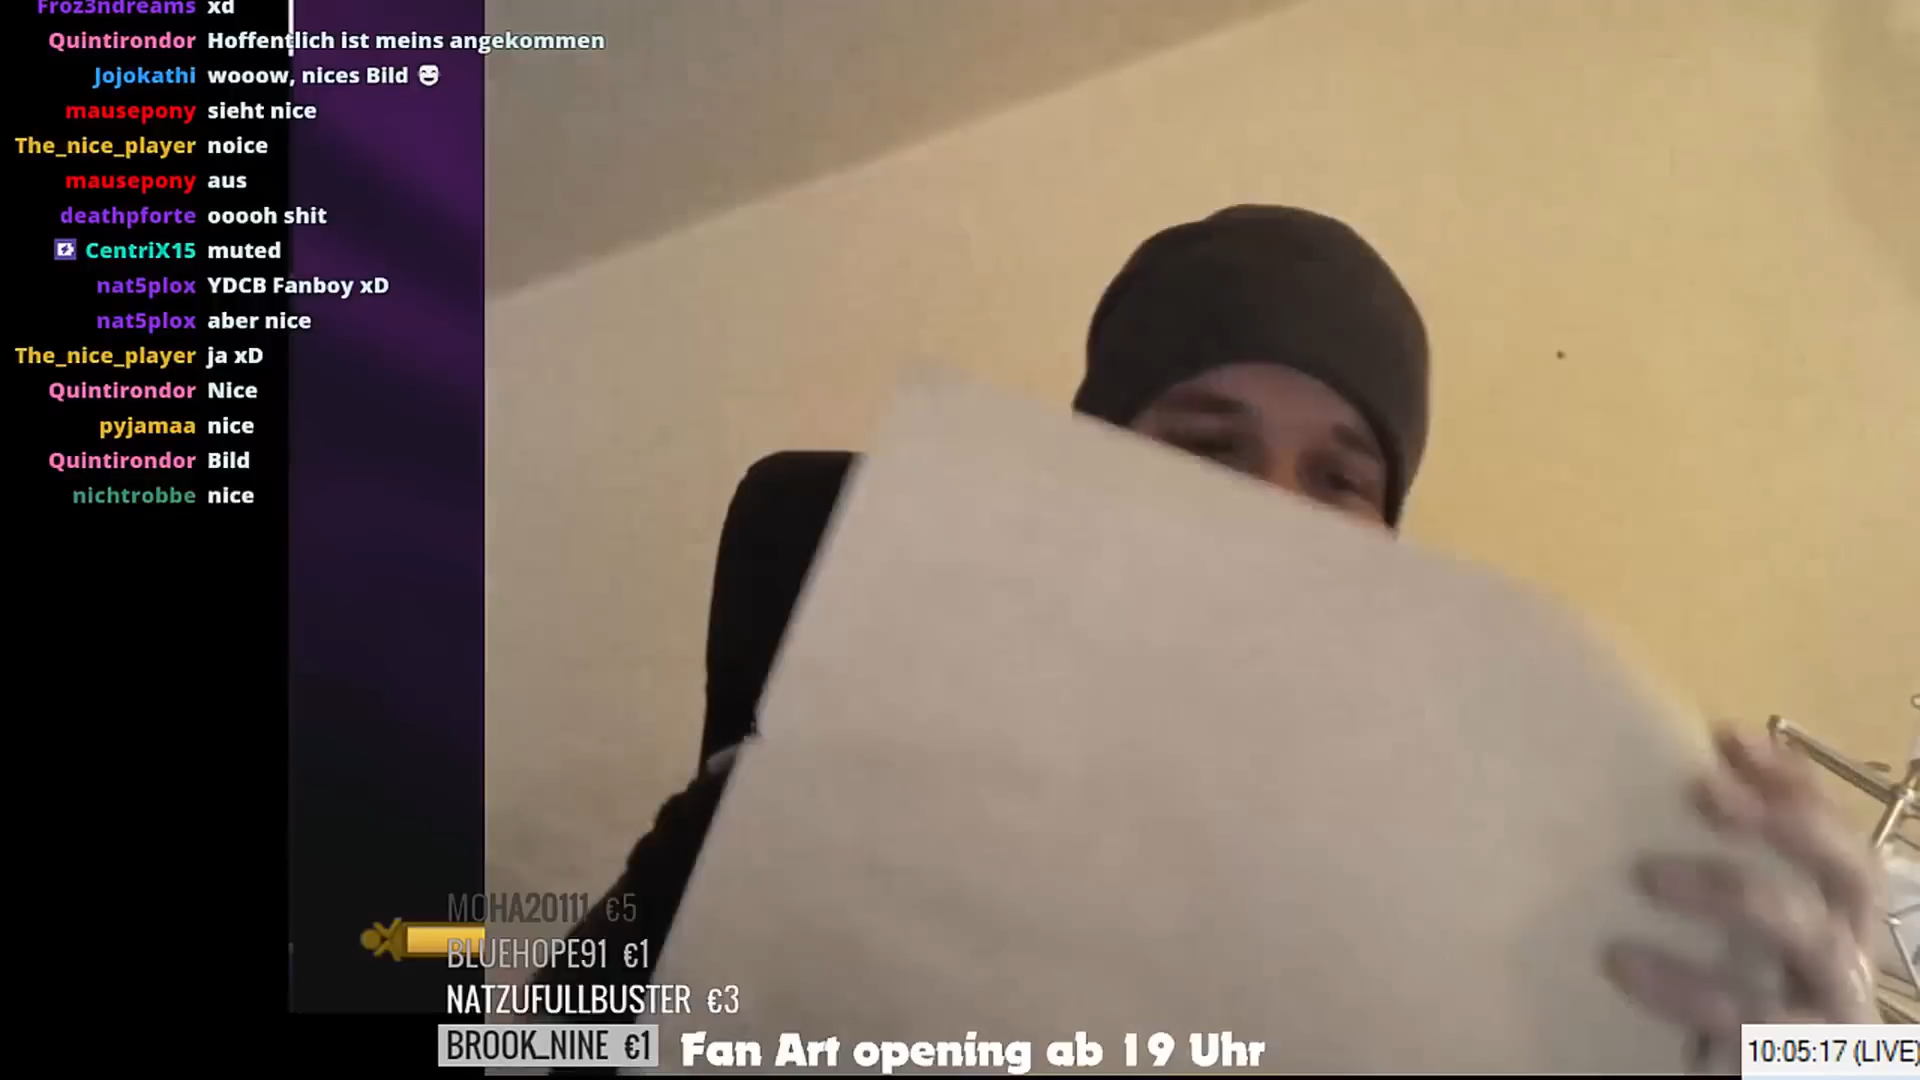 Froz3ndreams xd
Quintirondor Hoffentlich ist meins angekommen
Jojokathi wooow, nices Bild
mausepony sieht nice
The_nice_player noice
mausepony aus
deathpforte ooooh shit
CentriX15 muted
nat5plox YDCB Fanboy xD
nat5plox aber nice
The_nice_player ja xD
Quintirondor Nice
pyjamaa nice
Quintirondor Bild
nichtrobbe nice
MOHA20111 €5
BLUEHOPE91 €1
NATZUFULLBUSTER €3
BROOK_NINE €1
Fan Art opening ab 19 Uhr
10:05:17 (LIVE)